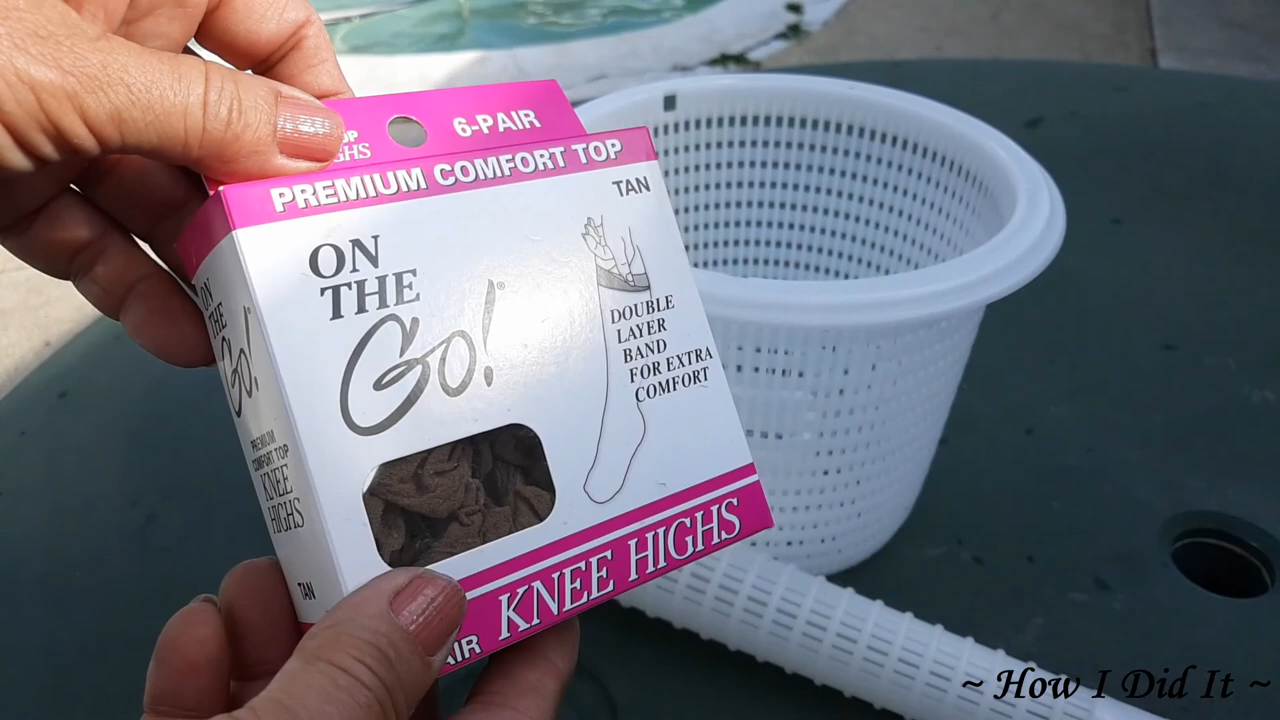 6-PAIR
PREMIUM COMFORT TOP
TAN
ON
THE
Go!®
DOUBLE
LAYER
BAND
FOR EXTRA
COMFORT
KNEE HIGHS
ON
THE
Go!
PREMIUM
COMFORT TOP
KNEE
HIGHS
TAN
~ How I Did It ~